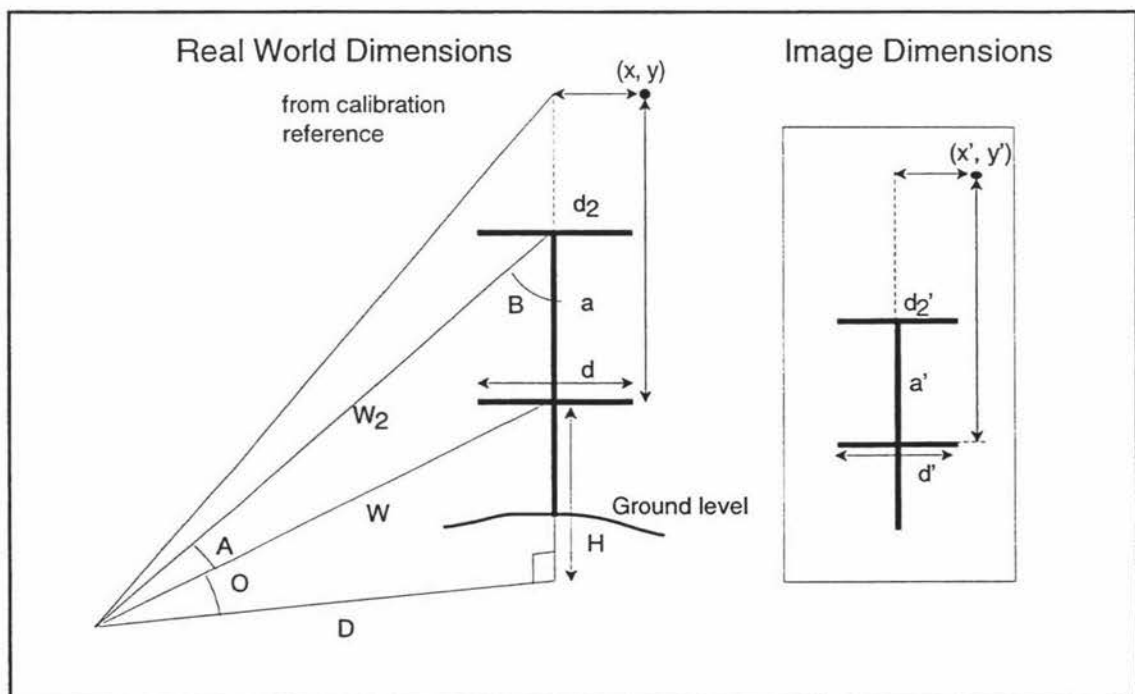 Real World Dimensions
from calibration
reference
(x, y)
d2
B
a
d
W2
W
A
O
D
H
Ground level
Image Dimensions
(x', y')
d2'
a'
d'